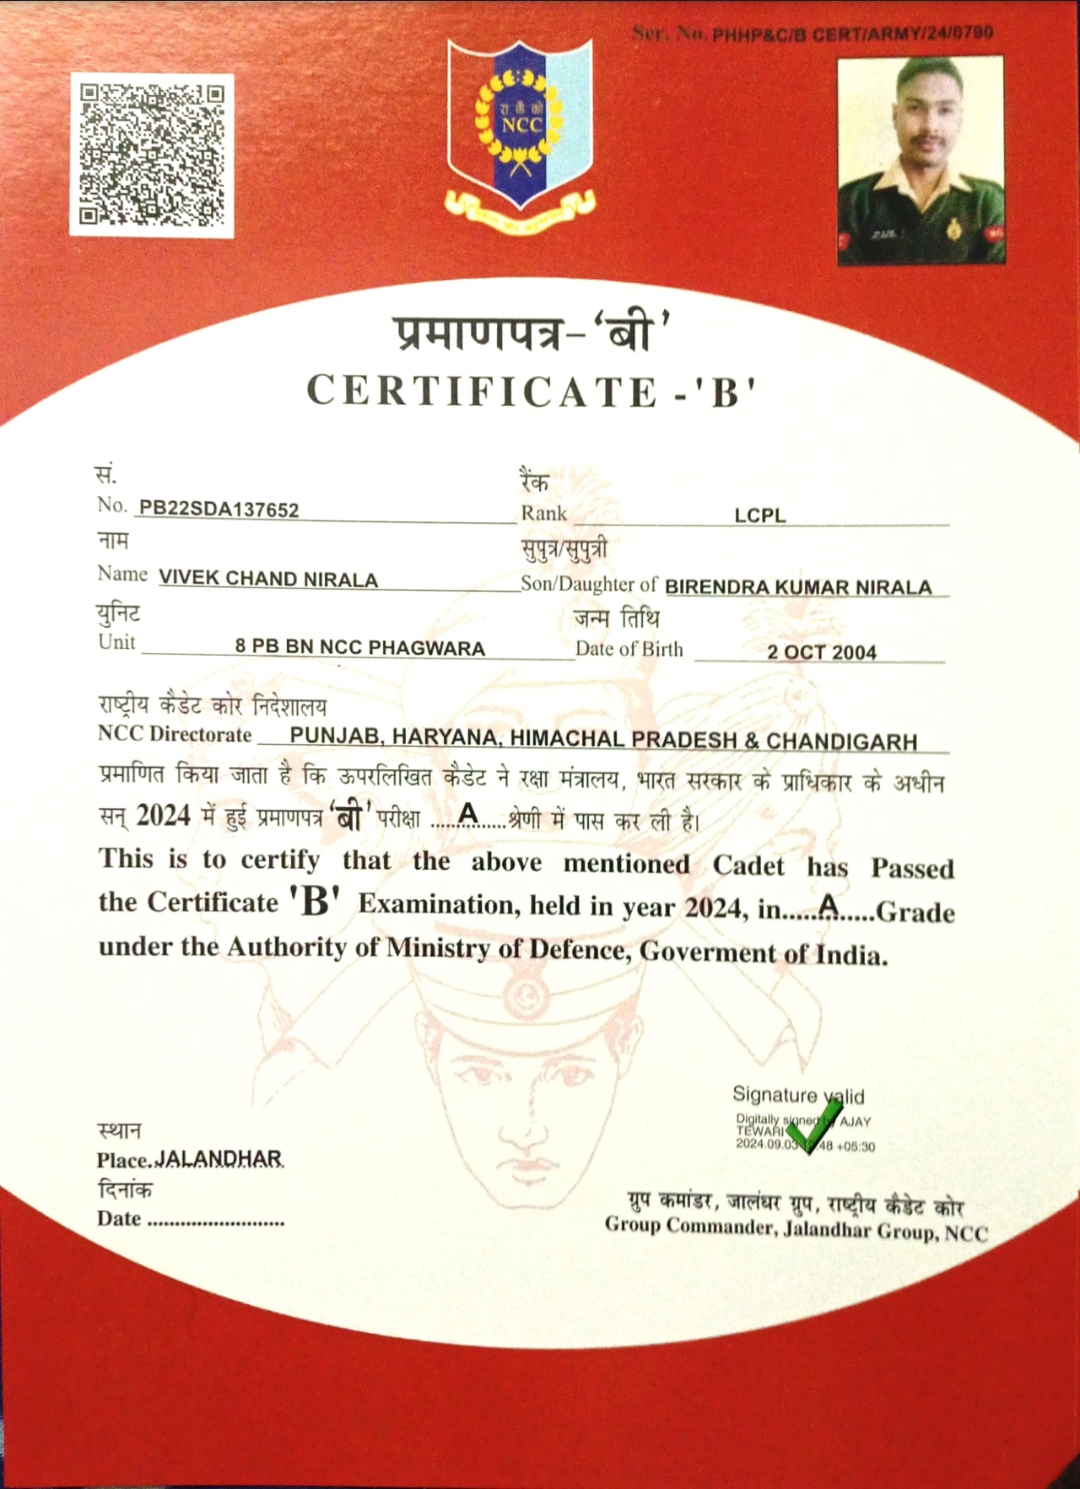 Ser. No. PHHP&C/B CERT/ARMY/24/0790
रा कै को
NCC
प्रमाणपत्र-‘बी’
CERTIFICATE -'B'
सं.
No. PB22SDA137652
रैंक
Rank LCPL
नाम
Name VIVEK CHAND NIRALA
सुपुत्र/सुपुत्री
Son/Daughter of BIRENDRA KUMAR NIRALA
युनिट
Unit 8 PB BN NCC PHAGWARA
जन्म तिथि
Date of Birth 2 OCT 2004
राष्ट्रीय कैडेट कोर निदेशालय
NCC Directorate PUNJAB, HARYANA, HIMACHAL PRADESH & CHANDIGARH
प्रमाणित किया जाता है कि ऊपरलिखित कैडेट ने रक्षा मंत्रालय, भारत सरकार के प्राधिकार के अधीन
सन् 2024 में हुई प्रमाणपत्र ‘बी’ परीक्षा .....A......श्रेणी में पास कर ली है।
This is to certify that the above mentioned Cadet has Passed
the Certificate 'B' Examination, held in year 2024, in.....A.....Grade
under the Authority of Ministry of Defence, Goverment of India.
Signature valid
Digitally signed by AJAY
TEWARI
2024.09.03 :48 +05:30
स्थान
Place.JALANDHAR
दिनांक
Date .........................
ग्रुप कमांडर, जालंधर ग्रुप, राष्ट्रीय कैडेट कोर
Group Commander, Jalandhar Group, NCC